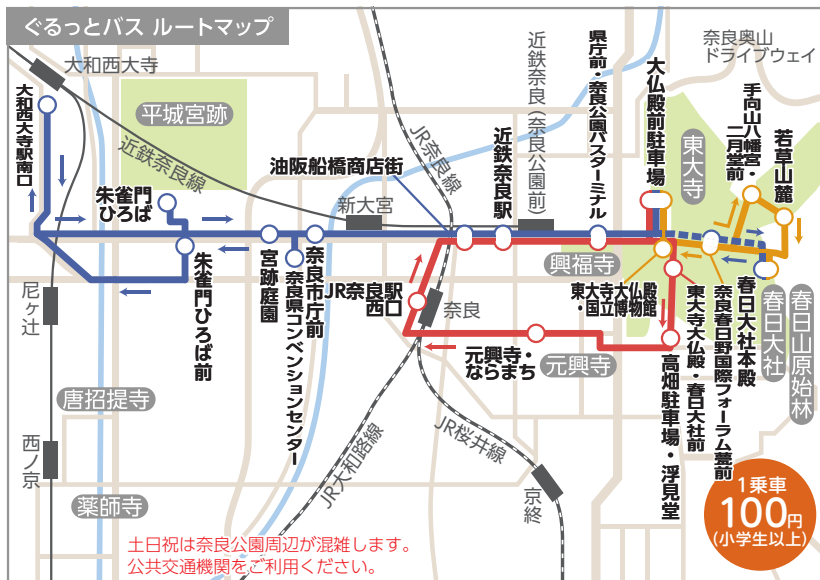 ぐるっとバス ルートマップ
大和西大寺
大和西大寺駅南口
平城宮跡
近鉄奈良線
朱雀門
ひろば
朱雀門ひろば前
宮跡庭園
奈良県コンベンションセンター
奈良市庁前
新大宮
油阪船橋商店街
JR奈良線
近鉄奈良駅
近鉄奈良(奈良公園前)
県庁前・奈良公園バスターミナル
大仏殿前駐車場
東大寺
奈良奥山
ドライブウェイ
手向山八幡宮・
二月堂前
若草山麓
興福寺
東大寺大仏殿
・国立博物館
JR奈良駅
西口
奈良
元興寺・
ならまち
元興寺
高畑駐車場・浮見堂
東大寺大仏殿・春日大社前
奈良春日野国際フォーラム甍前
春日大社本殿
春日大社
春日山原始林
尼ヶ辻
唐招提寺
西ノ京
薬師寺
JR大和路線
JR桜井線
京終
土日祝は奈良公園周辺が混雑します。
公共交通機関をご利用ください。
1乗車
100円
(小学生以上)